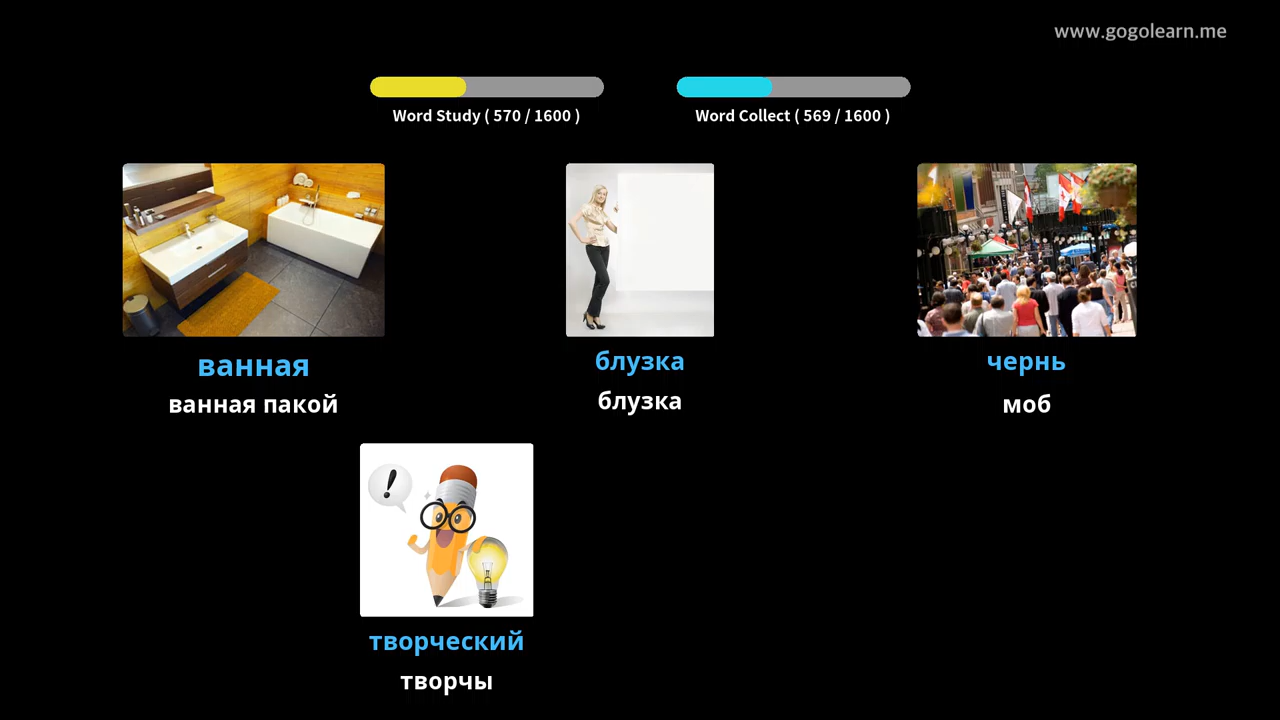 www.gogolearn.me
Word Study ( 570 / 1600 )
Word Collect ( 569 / 1600 )
ванная
ванная пакой
блузка
блузка
чернь
моб
!
творческий
творчы